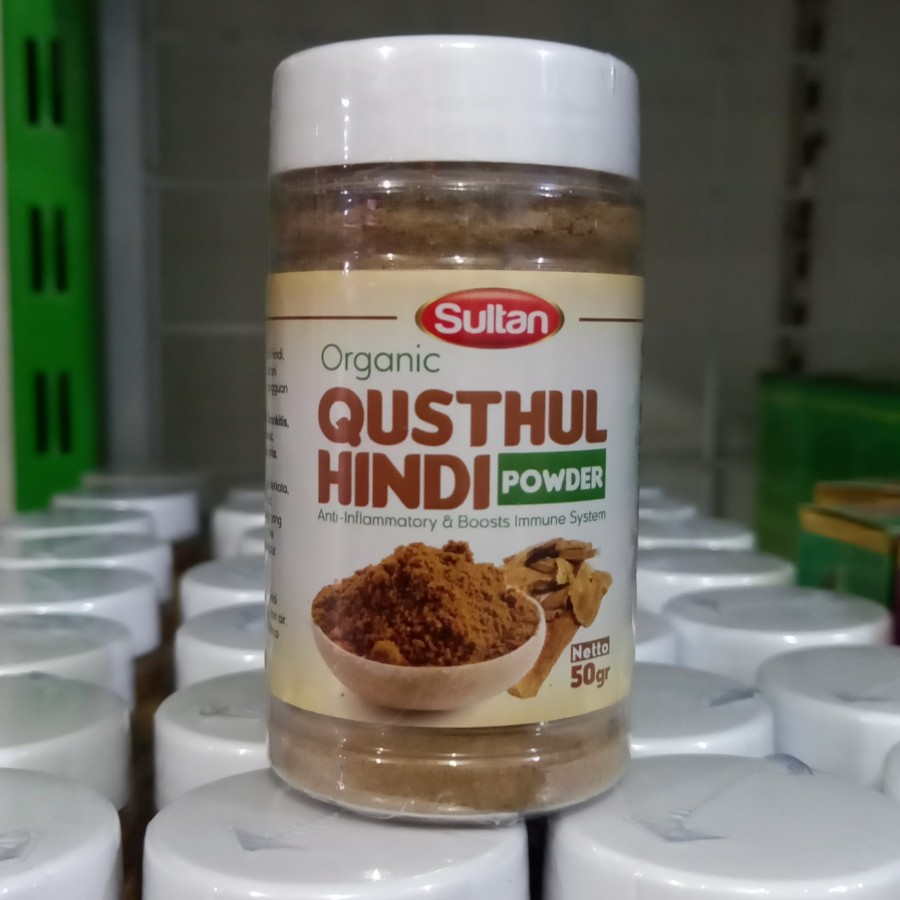 Sultan
Organic
QUSTHUL
HINDI POWDER
Anti-Inflammatory & Boosts Immune System
Netto
50gr